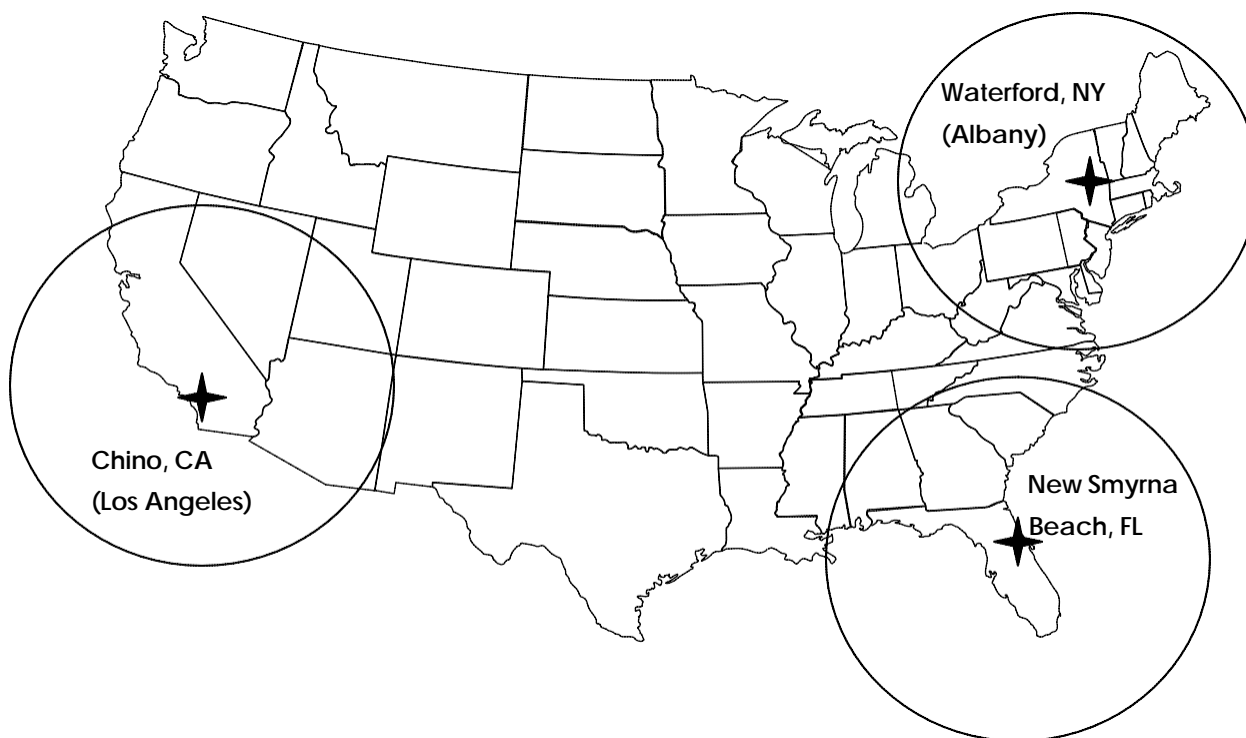 Waterford, NY
(Albany)
Chino, CA
(Los Angeles)
New Smyrna
Beach, FL